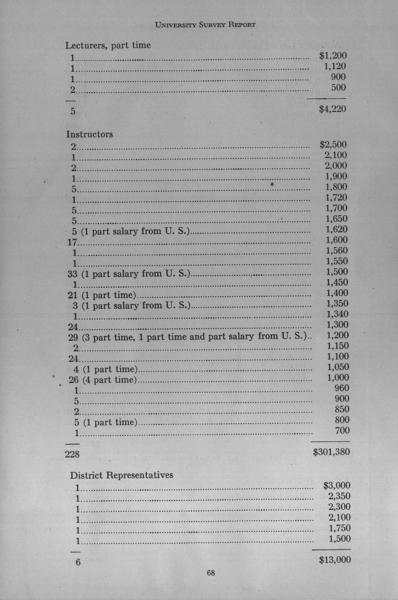 UNIVERSITY SURVEY REPORT
Lecturers, part time
1 $1,200
1 1,120
1 900
2 500
5 $4,220
Instructors
2 $2,500
1 2,100
2 2,000
1 1,900
5 1,800
1 1,720
5 1,700
5 1,650
5 (1 part salary from U. S.) 1,620
17 1,600
1 1,560
1 1,550
33 (1 part salary from U. S.) 1,500
1 1,450
21 (1 part time) 1,400
3 (1 part salary from U. S.) 1,350
1 1,340
24 1,300
29 (3 part time, 1 part time and part salary from U. S.) 1,200
2 1,150
24 1,100
4 (1 part time) 1,050
26 (4 part time) 1,000
1 960
5 900
2 850
5 (1 part time) 800
1 700
228 $301,380
District Representatives
1 $3,000
1 2,350
1 2,300
1 2,100
1 1,750
1 1,500
6 $13,000
68